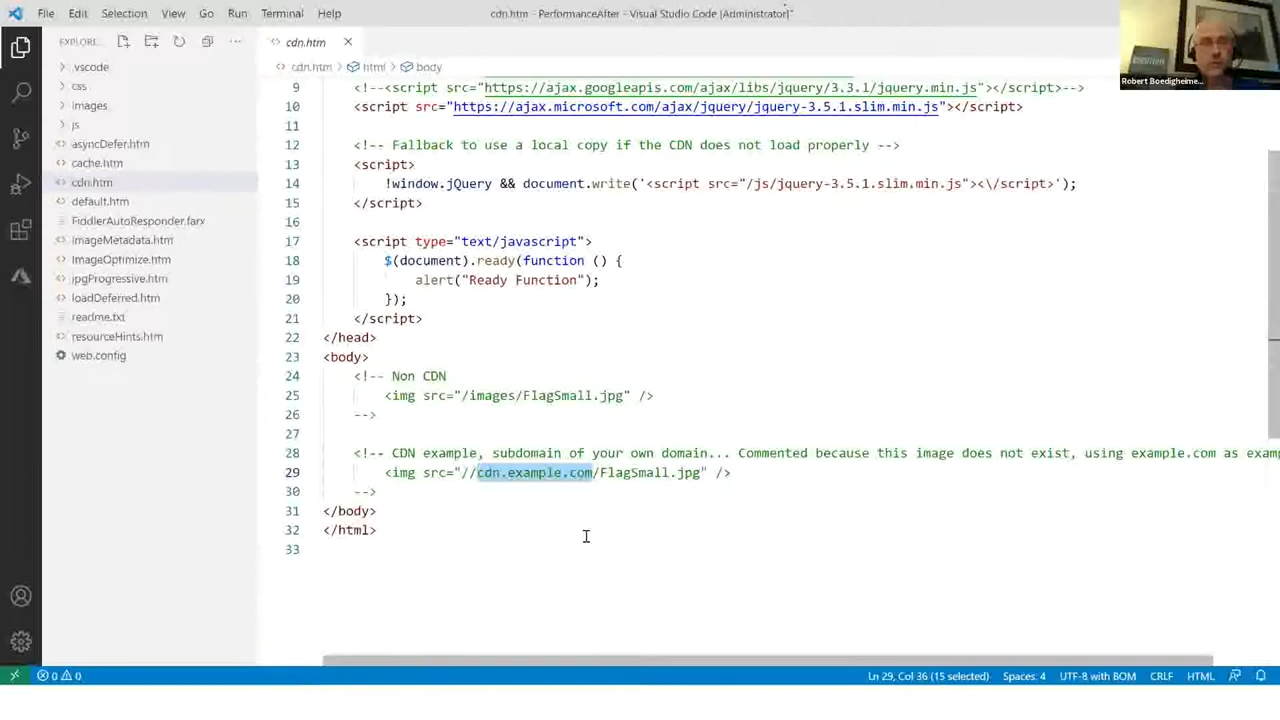 File Edit Selection View Go Run Terminal Help
cdn.htm - PerformanceAfter - Visual Studio Code [Administrator]
Robert Boedigheime...
EXPLOR... ...
.vscode
css
images
js
asyncDefer.htm
cache.htm
cdn.htm
default.htm
FiddlerAutoResponder.farx
imageMetadata.htm
imageOptimize.htm
jpgProgressive.htm
loadDeferred.htm
readme.txt
resourceHints.htm
web.config
cdn.htm
cdn.htm > html > body
9 <!--<script src="https://ajax.googleapis.com/ajax/libs/jquery/3.3.1/jquery.min.js"></script>-->
10 <script src="https://ajax.microsoft.com/ajax/jquery/jquery-3.5.1.slim.min.js"></script>
11
12 <!-- Fallback to use a local copy if the CDN does not load properly -->
13 <script>
14 !window.jQuery && document.write('<script src="/js/jquery-3.5.1.slim.min.js"><\/script>');
15 </script>
16
17 <script type="text/javascript">
18 $(document).ready(function () {
19 alert("Ready Function");
20 });
21 </script>
22 </head>
23 <body>
24 <!-- Non CDN
25 <img src="/images/FlagSmall.jpg" />
26 -->
27
28 <!-- CDN example, subdomain of your own domain... Commented because this image does not exist, using example.com as examp
29 <img src="//cdn.example.com/FlagSmall.jpg" />
30 -->
31 </body>
32 </html>
33
0 0 Ln 29, Col 36 (15 selected) Spaces: 4 UTF-8 with BOM CRLF HTML